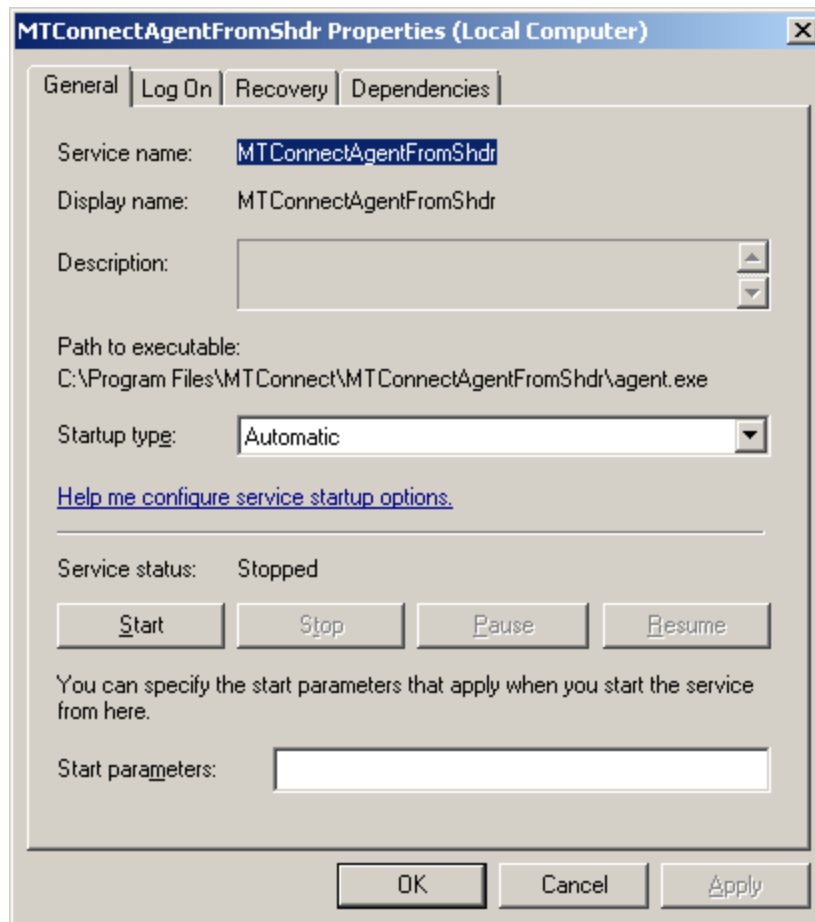 MTConnectAgentFromShdr Properties (Local Computer)
General Log On Recovery Dependencies
Service name: MTConnectAgentFromShdr
Display name: MTConnectAgentFromShdr
Description:
Path to executable:
C:\Program Files\MTConnect\MTConnectAgentFromShdr\agent.exe
Startup type: Automatic
Help me configure service startup options.
Service status: Stopped
Start Stop Pause Resume
You can specify the start parameters that apply when you start the service
from here.
Start parameters:
OK Cancel Apply